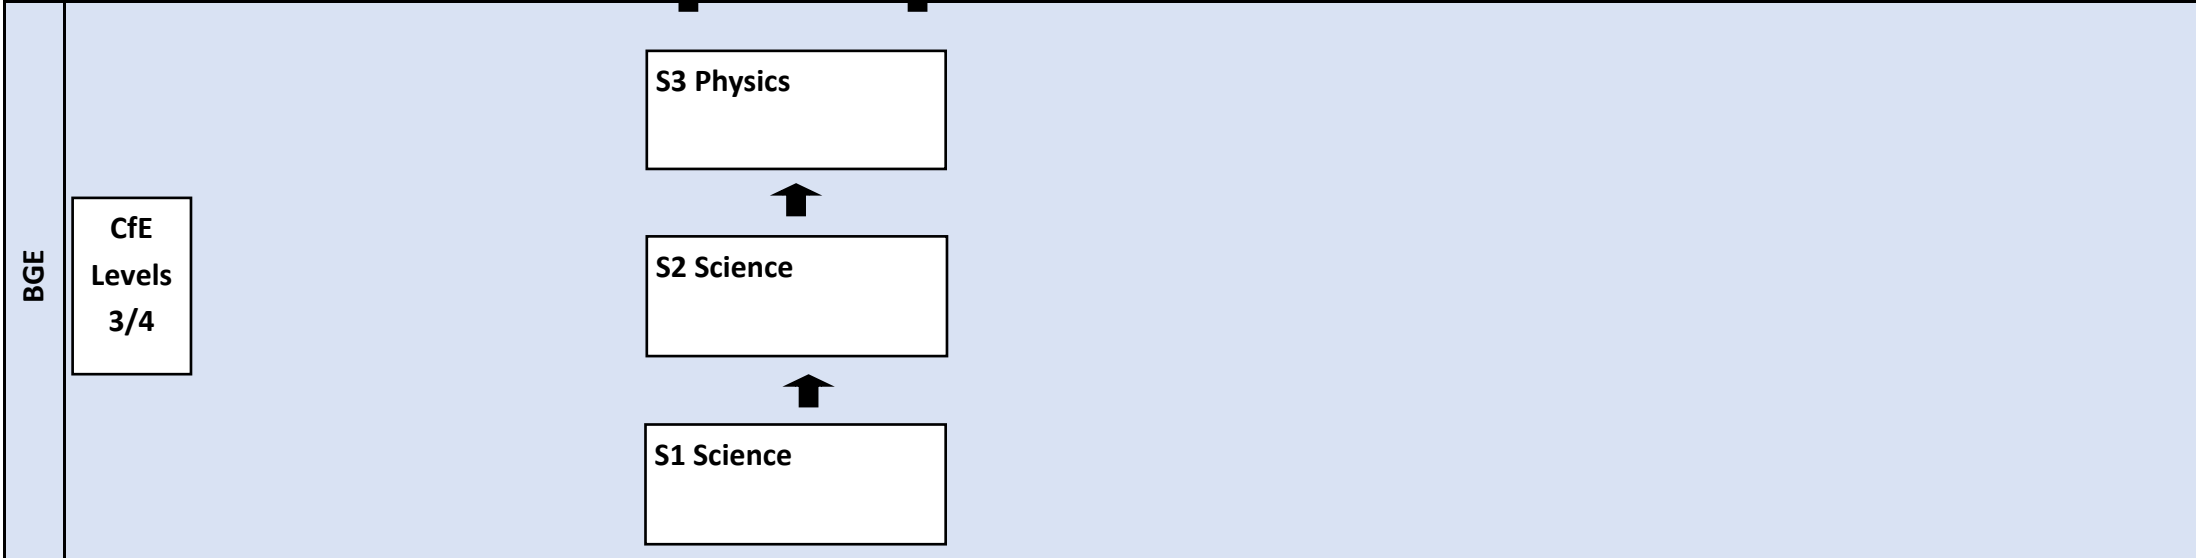 BGE
CfE
Levels
3/4
S3 Physics
S2 Science
S1 Science